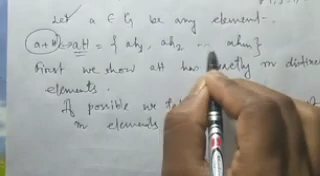 Let a ∈ G, be any element.
a+H → aH = { ah₁, ah₂ ... ahₘ}
First we show aH has exactly m distinct
elements.
If possible we
m elements